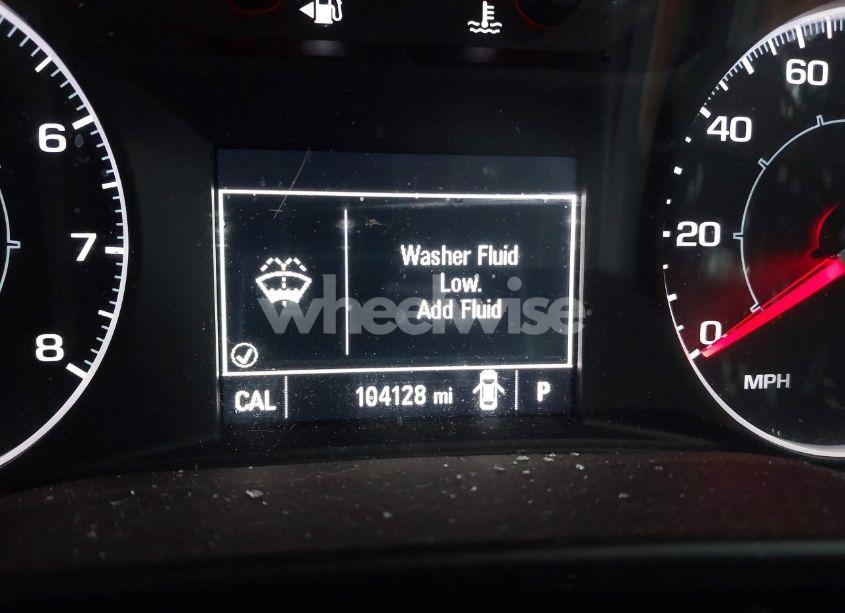 6
7
8
Washer Fluid
Low.
Add Fluid
wheelwise
CAL 104128 mi P
60
40
20
0
MPH